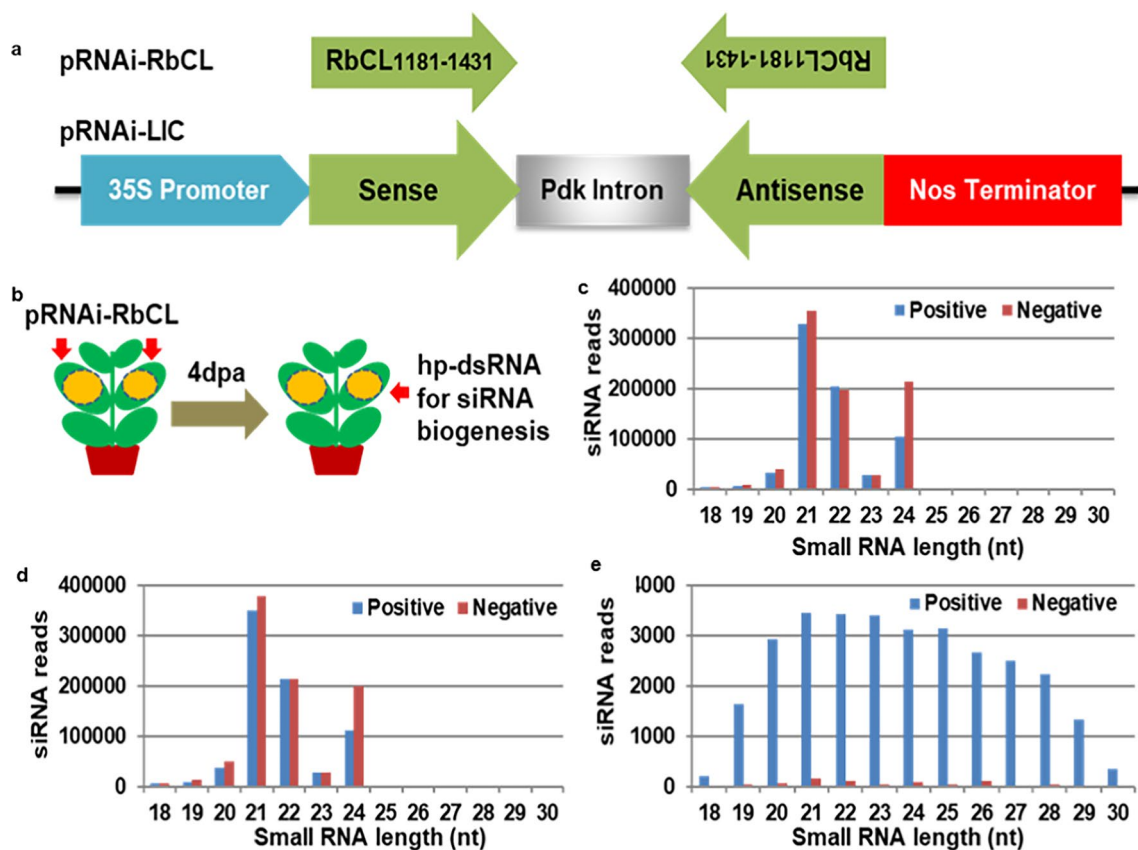 a
pRNAi-RbCL
RbCL1181-1431
RbCL1181-1431
pRNAi-LIC
35S Promoter
Sense
Pdk Intron
Antisense
Nos Terminator
b
pRNAi-RbCL
4dpa
hp-dsRNA
for siRNA
biogenesis
c
siRNA reads
400000
300000
200000
100000
0
Positive
Negative
18 19 20 21 22 23 24 25 26 27 28 29 30
Small RNA length (nt)
d
siRNA reads
400000
300000
200000
100000
0
Positive
Negative
18 19 20 21 22 23 24 25 26 27 28 29 30
Small RNA length (nt)
e
siRNA reads
4000
3000
2000
1000
0
Positive
Negative
18 19 20 21 22 23 24 25 26 27 28 29 30
Small RNA length (nt)